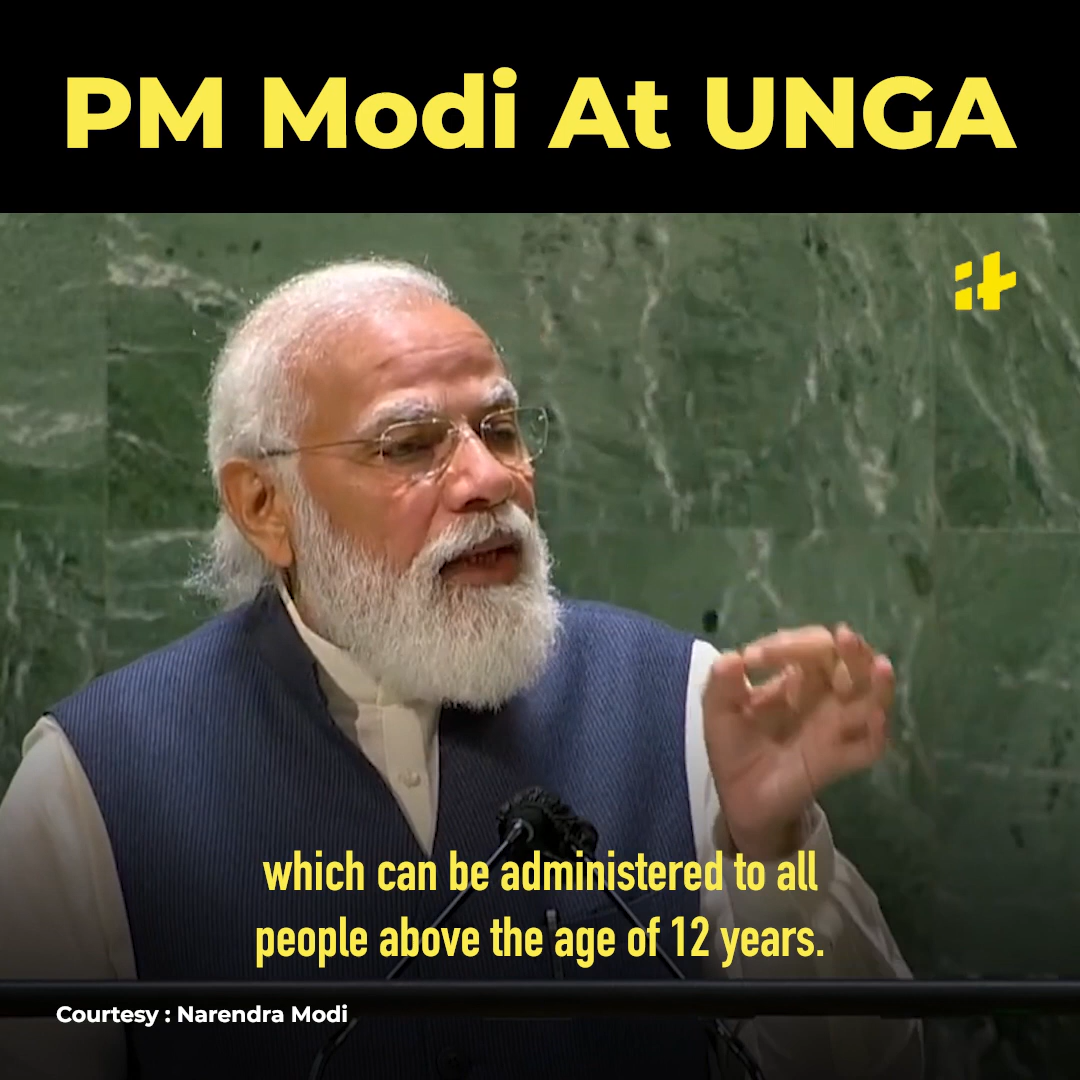 PM Modi At UNGA
which can be administered to all
people above the age of 12 years.
Courtesy : Narendra Modi